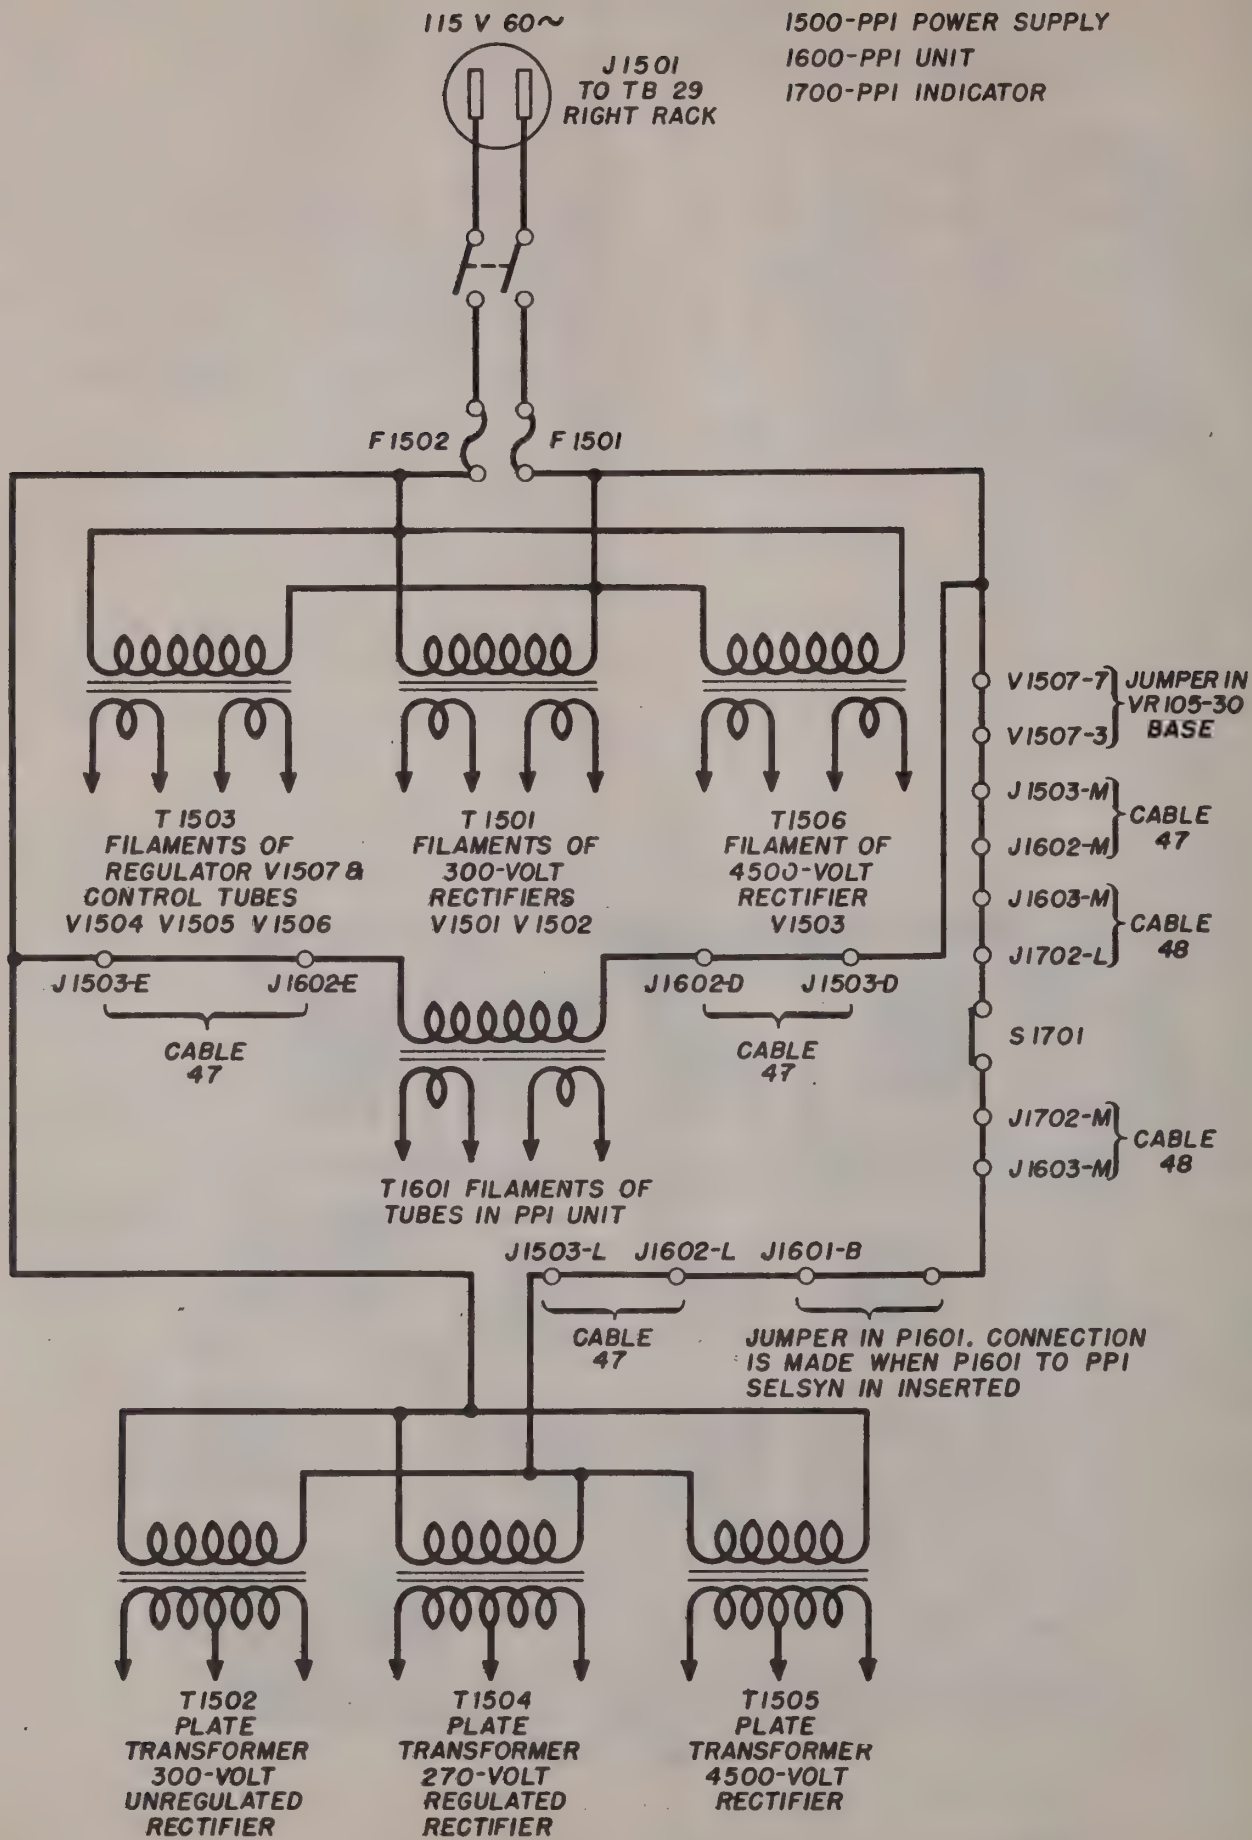 115 V 60~
J1501
TO TB 29
RIGHT RACK
1500-PPI POWER SUPPLY
1600-PPI UNIT
1700-PPI INDICATOR
F1502
F1501
V1507-7
V1507-3
JUMPER IN
VR105-30
BASE
J1503-M
J1602-M
CABLE
47
J1603-M
J1702-L
CABLE
48
S1701
J1702-M
J1603-M
CABLE
48
T1503
FILAMENTS OF
REGULATOR V1507 &
CONTROL TUBES
V1504 V1505 V1506
T1501
FILAMENTS OF
300-VOLT
RECTIFIERS
V1501 V1502
T1506
FILAMENT OF
4500-VOLT
RECTIFIER
V1503
J1503-E
J1602-E
CABLE
47
J1602-D
J1503-D
CABLE
47
T1601 FILAMENTS OF
TUBES IN PPI UNIT
J1503-L
J1602-L
J1601-B
CABLE
47
JUMPER IN P1601. CONNECTION
IS MADE WHEN P1601 TO PPI
SELSYN IN INSERTED
T1502
PLATE
TRANSFORMER
300-VOLT
UNREGULATED
RECTIFIER
T1504
PLATE
TRANSFORMER
270-VOLT
REGULATED
RECTIFIER
T1505
PLATE
TRANSFORMER
4500-VOLT
RECTIFIER